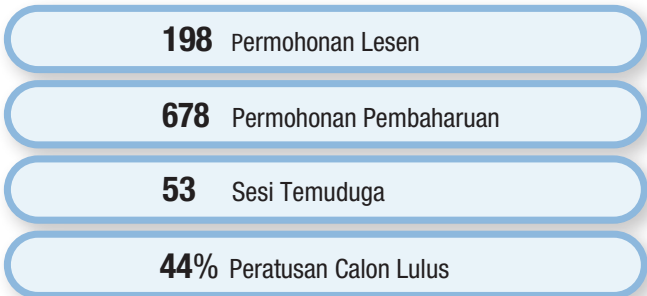 198 Permohonan Lesen
678 Permohonan Pembaharuan
53 Sesi Temuduga
44% Peratusan Calon Lulus